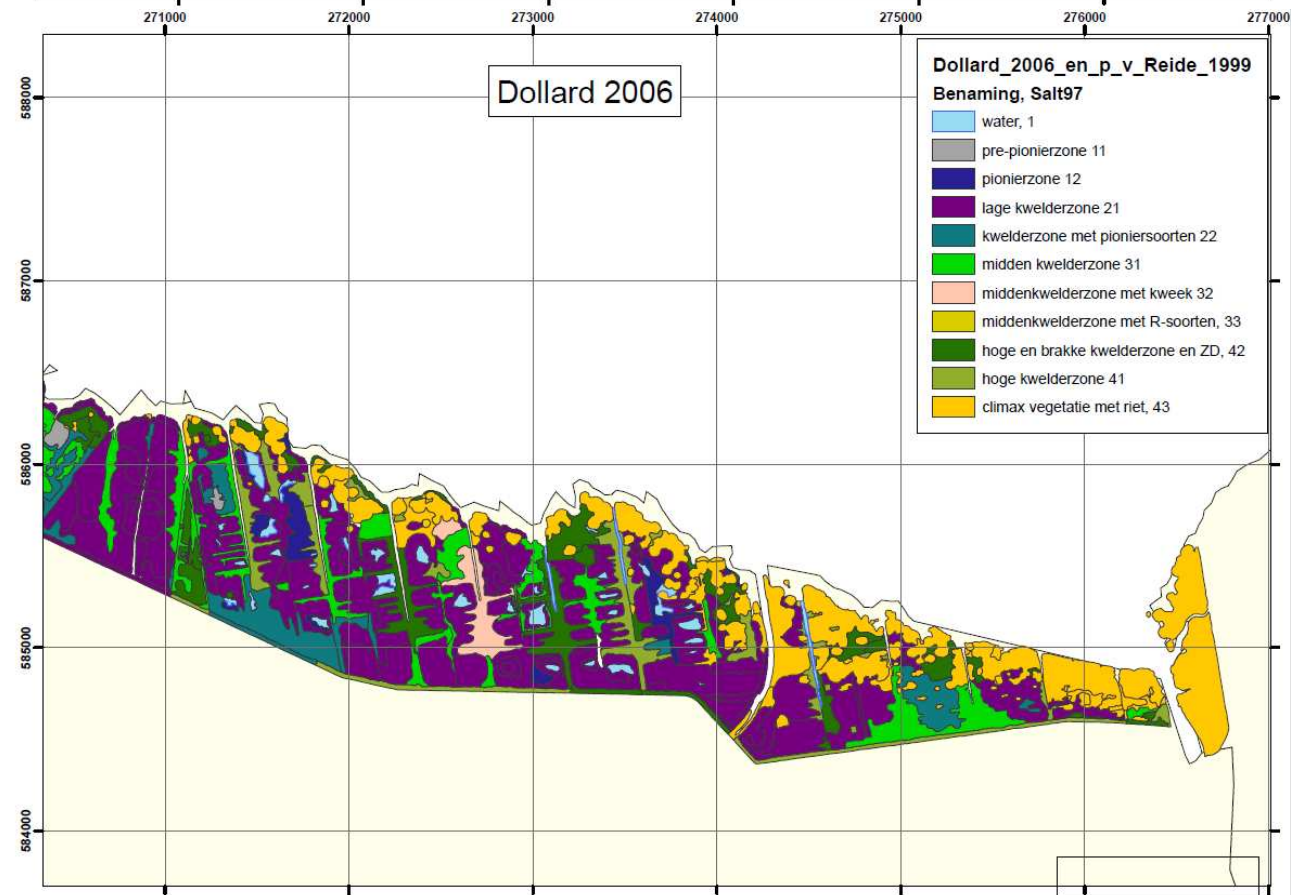 271000 272000 273000 274000 275000 276000 277000
Dollard 2006
Dollard_2006_en_p_v_Reide_1999
Benaming, Salt97
water, 1
pre-pionierzone 11
pionierzone 12
lage kwelderzone 21
kwelderzone met pioniersoorten 22
midden kwelderzone 31
middenkwelderzone met kweek 32
middenkwelderzone met R-soorten, 33
hoge en brakke kwelderzone en ZD, 42
hoge kwelderzone 41
climax vegetatie met riet, 43
588000
587000
586000
585000
584000